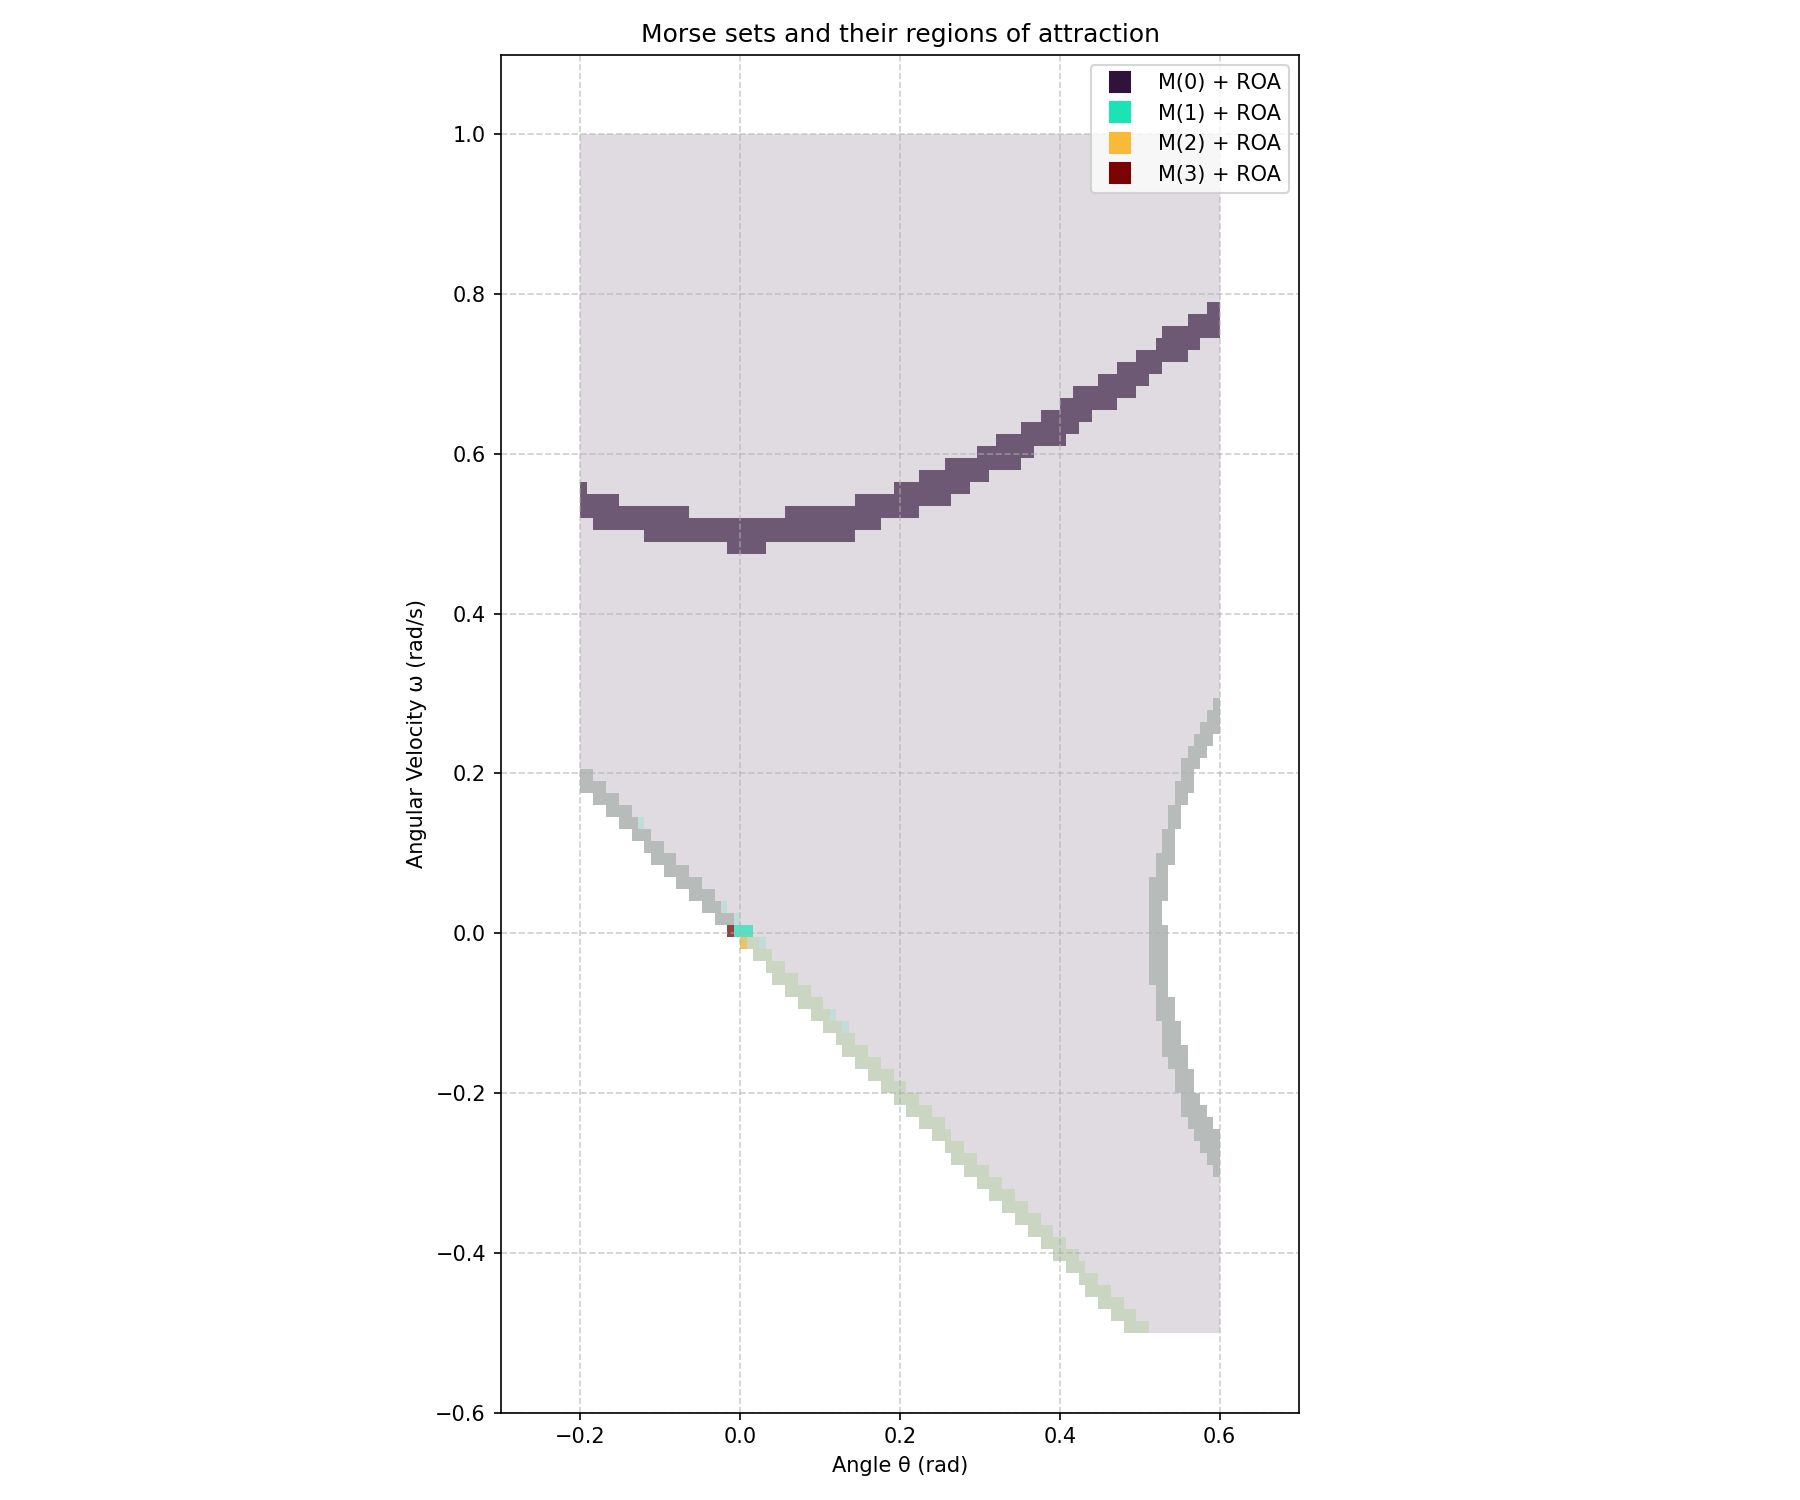 Morse sets and their regions of attraction
M(0) + ROA
M(1) + ROA
M(2) + ROA
M(3) + ROA
1.0
0.8
0.6
0.4
0.2
0.0
−0.2
−0.4
−0.6
Angular Velocity ω (rad/s)
−0.2 0.0 0.2 0.4 0.6
Angle θ (rad)